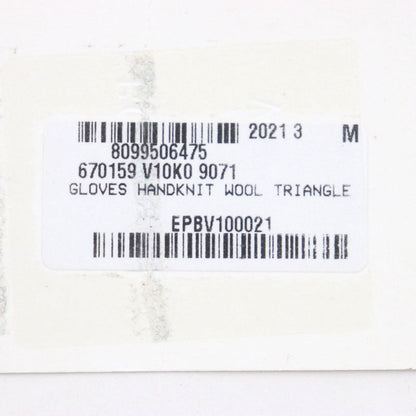 2021 3 M
8099506475
670159 V10K0 9071
GLOVES HANDKNIT WOOL TRIANGLE
EPBV100021